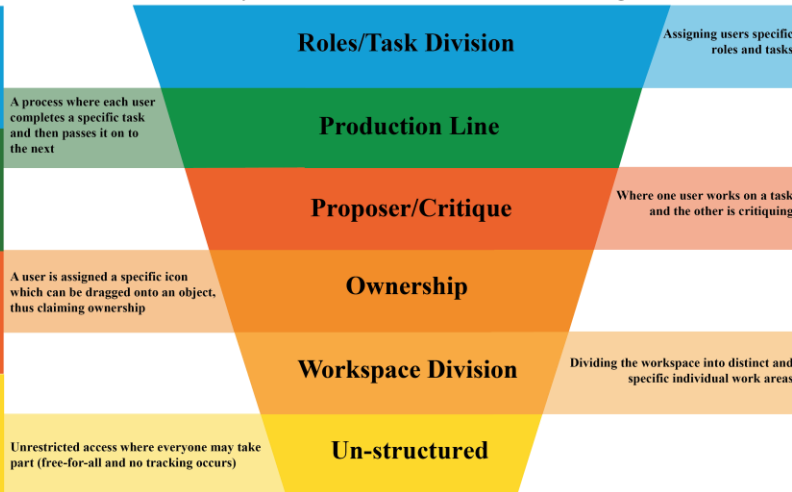 Roles/Task Division
Assigning users specific
roles and tasks
A process where each user
completes a specific task
and then passes it on to
the next
Production Line
Proposer/Critique
Where one user works on a task
and the other is critiquing
A user is assigned a specific icon
which can be dragged onto an object,
thus claiming ownership
Ownership
Workspace Division
Dividing the workspace into distinct and
specific individual work areas
Unrestricted access where everyone may take
part (free-for-all and no tracking occurs)
Un-structured